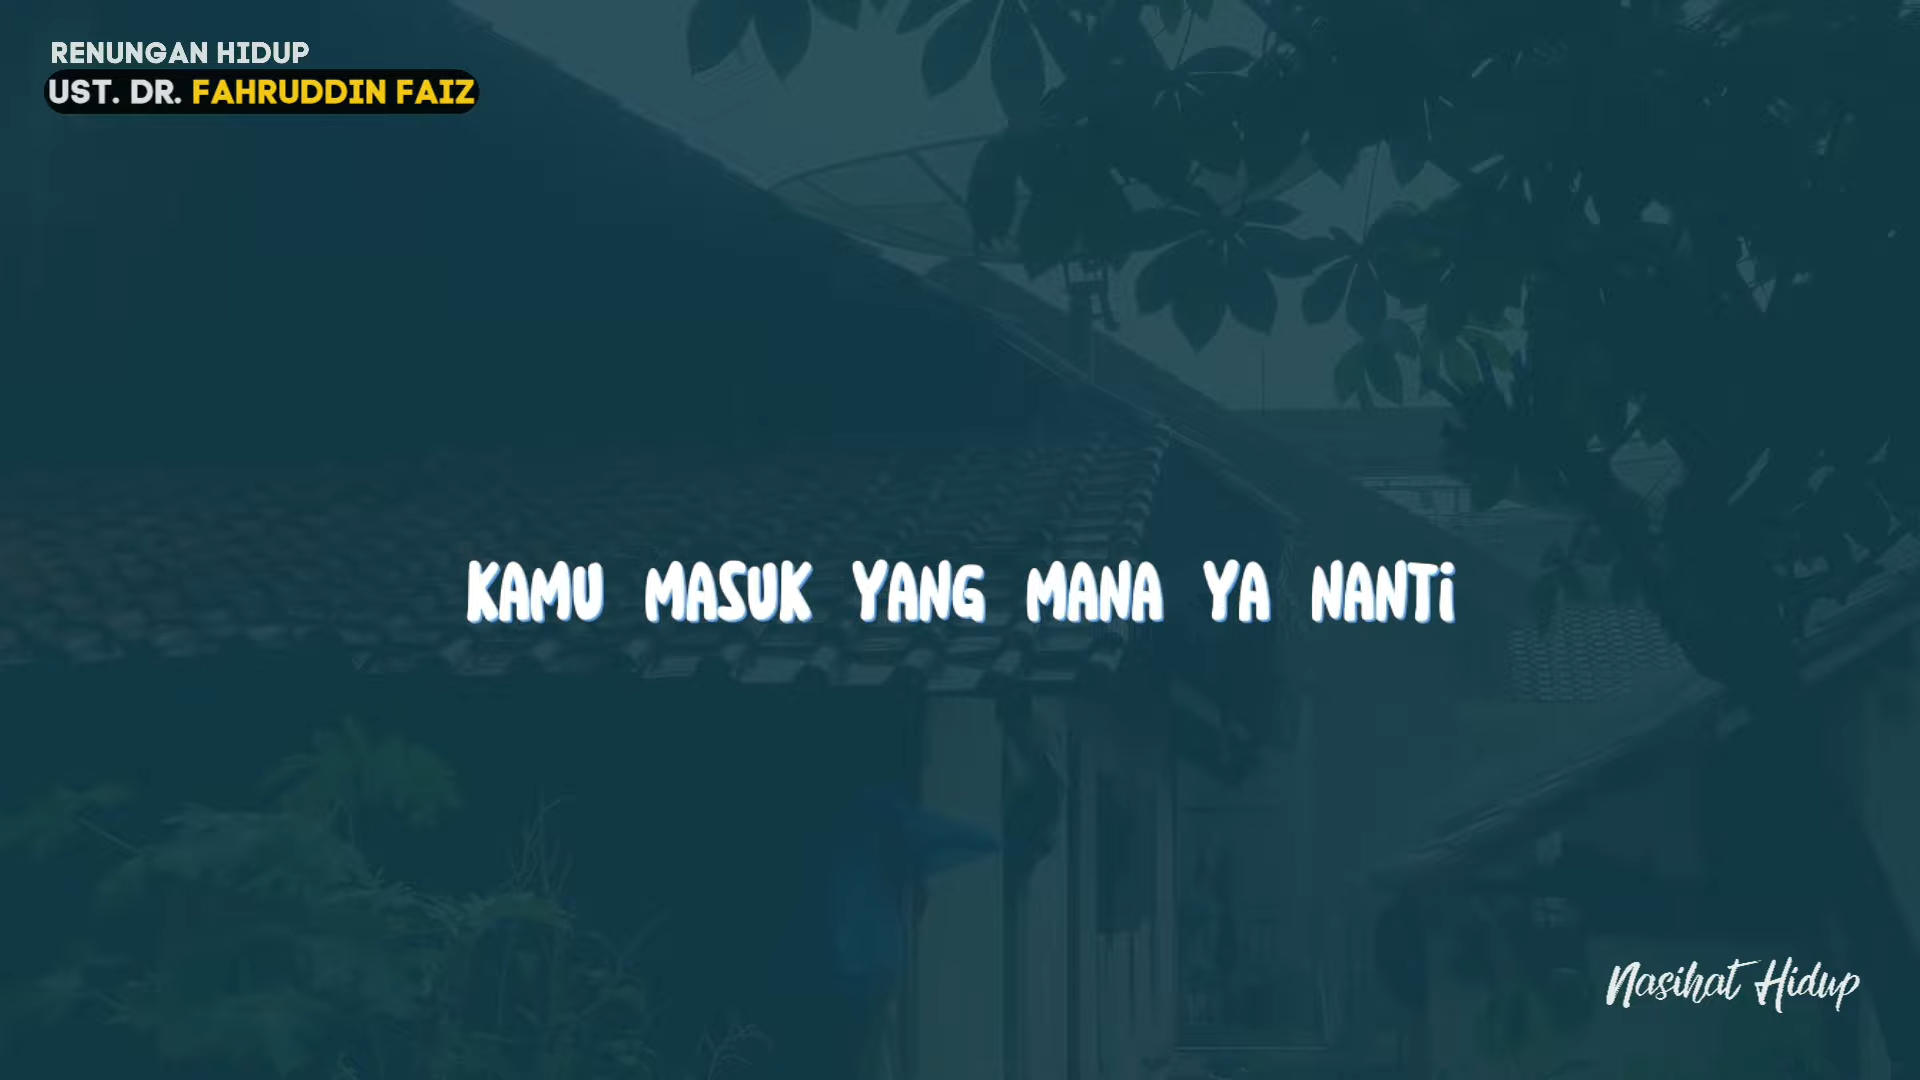 RENUNGAN HIDUP
UST. DR. FAHRUDDIN FAIZ
KAMU MASUK YANG MANA YA NANTi
Nasihat Hidup